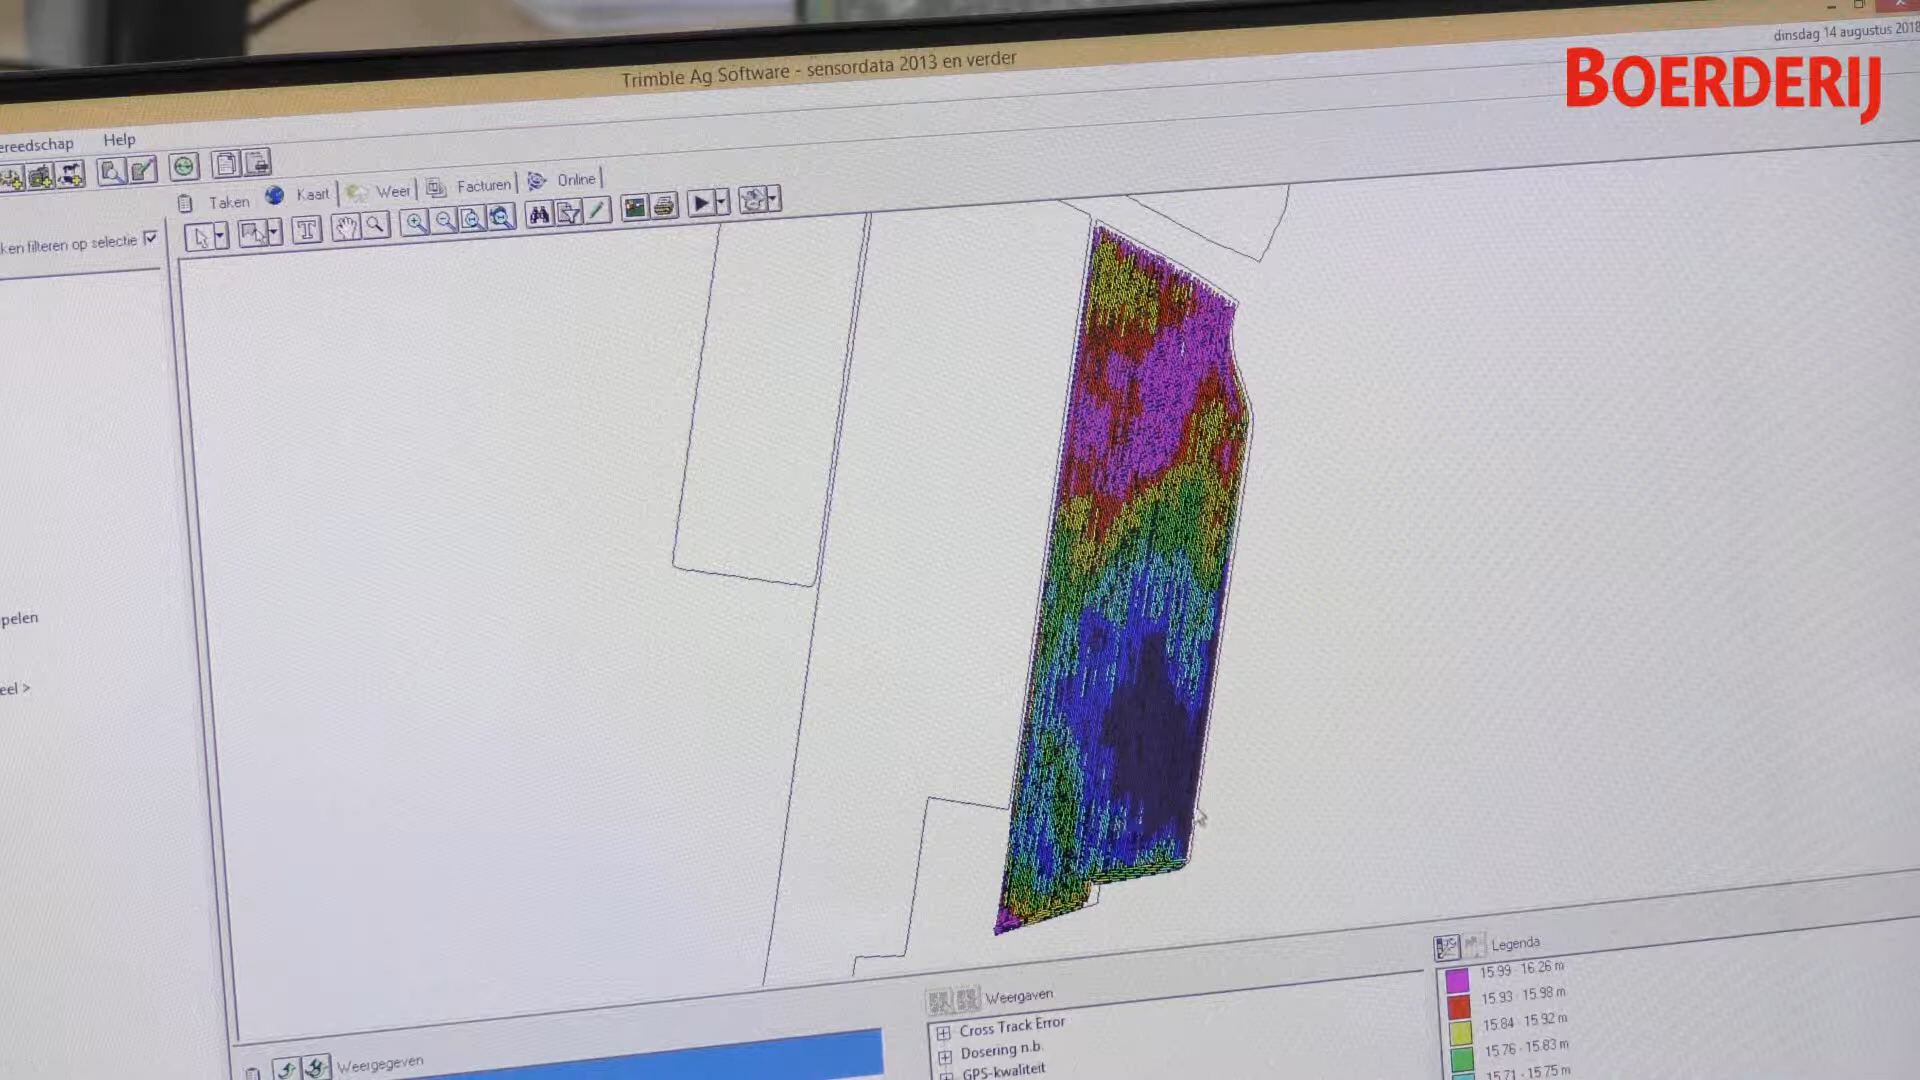 dinsdag 14 augustus 2018
BOERDERIJ
Trimble Ag Software - sensordata 2013 en verder
ereedschap Help
Taken Kaart Weer Facturen Online
ken filteren op selectie
pelen
eel >
Legenda
15.99 - 16.26 m
15.93 - 15.98 m
15.84 - 15.92 m
15.76 - 15.83 m
15.71 - 15.75 m
Weergaven
Cross Track Error
Dosering n.b.
GPS-kwaliteit
Weergegeven